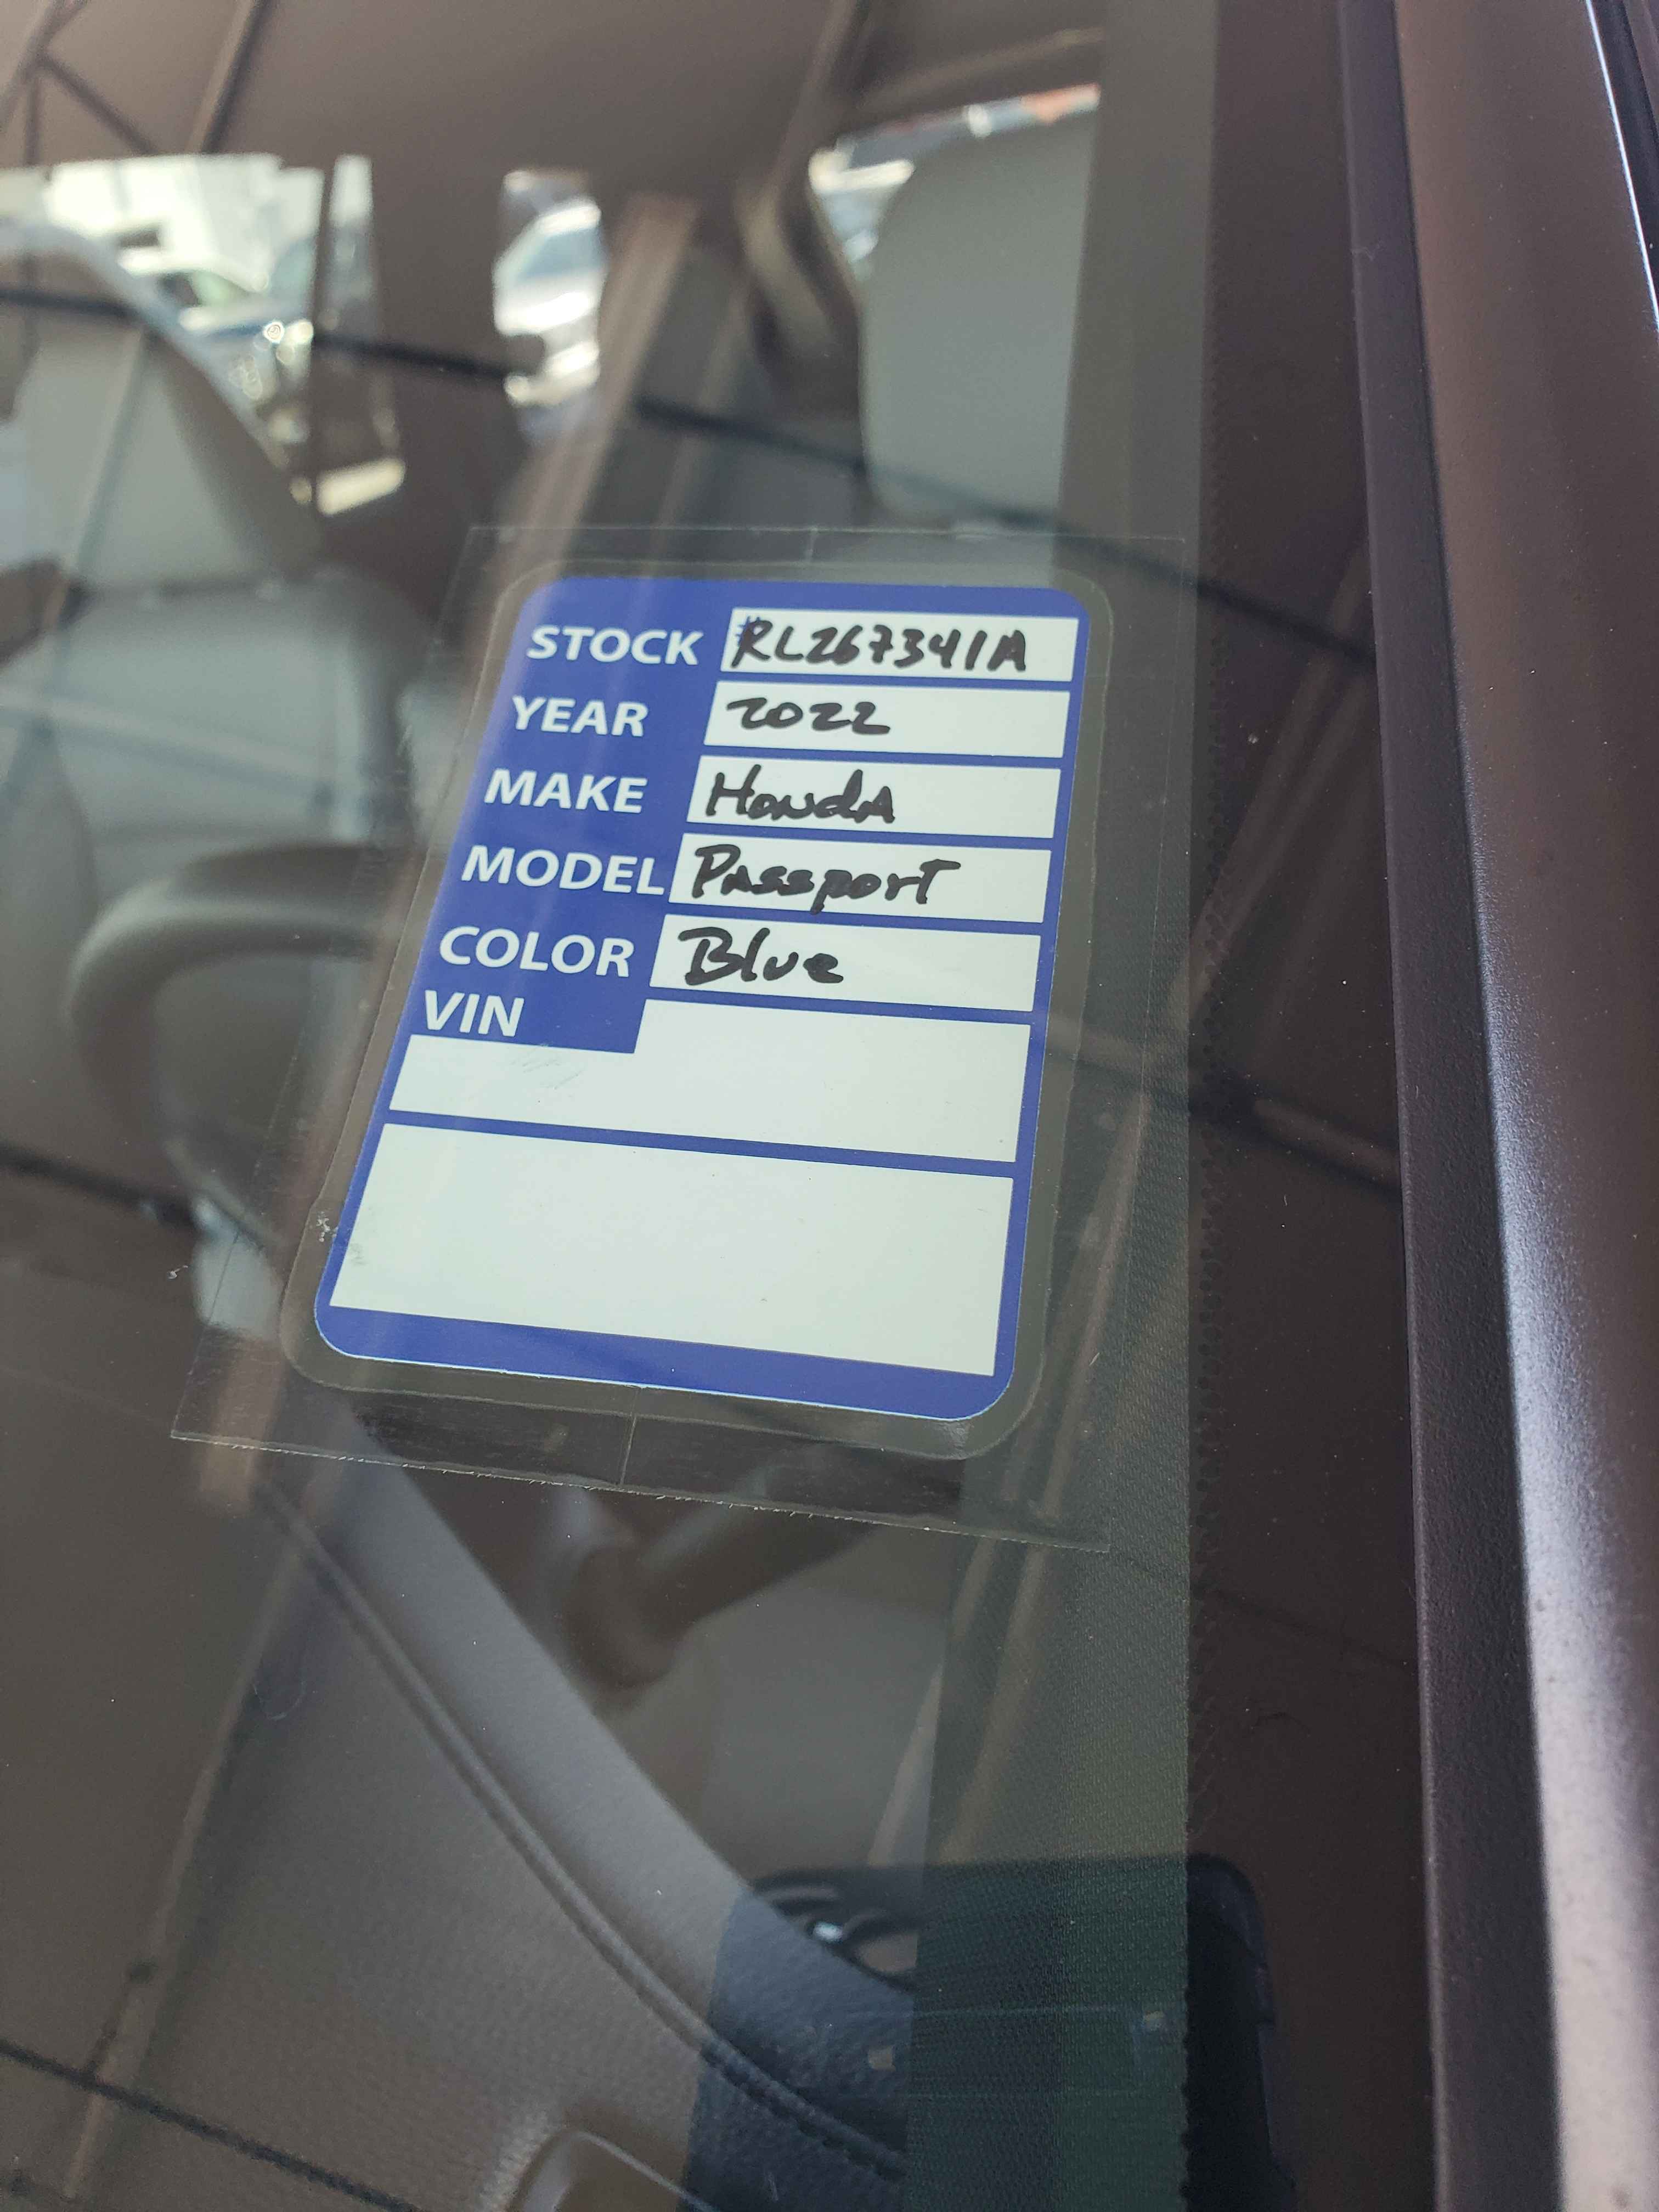 STOCK #RL267341A
YEAR 2022
MAKE HondA
MODEL Passport
COLOR Blue
VIN